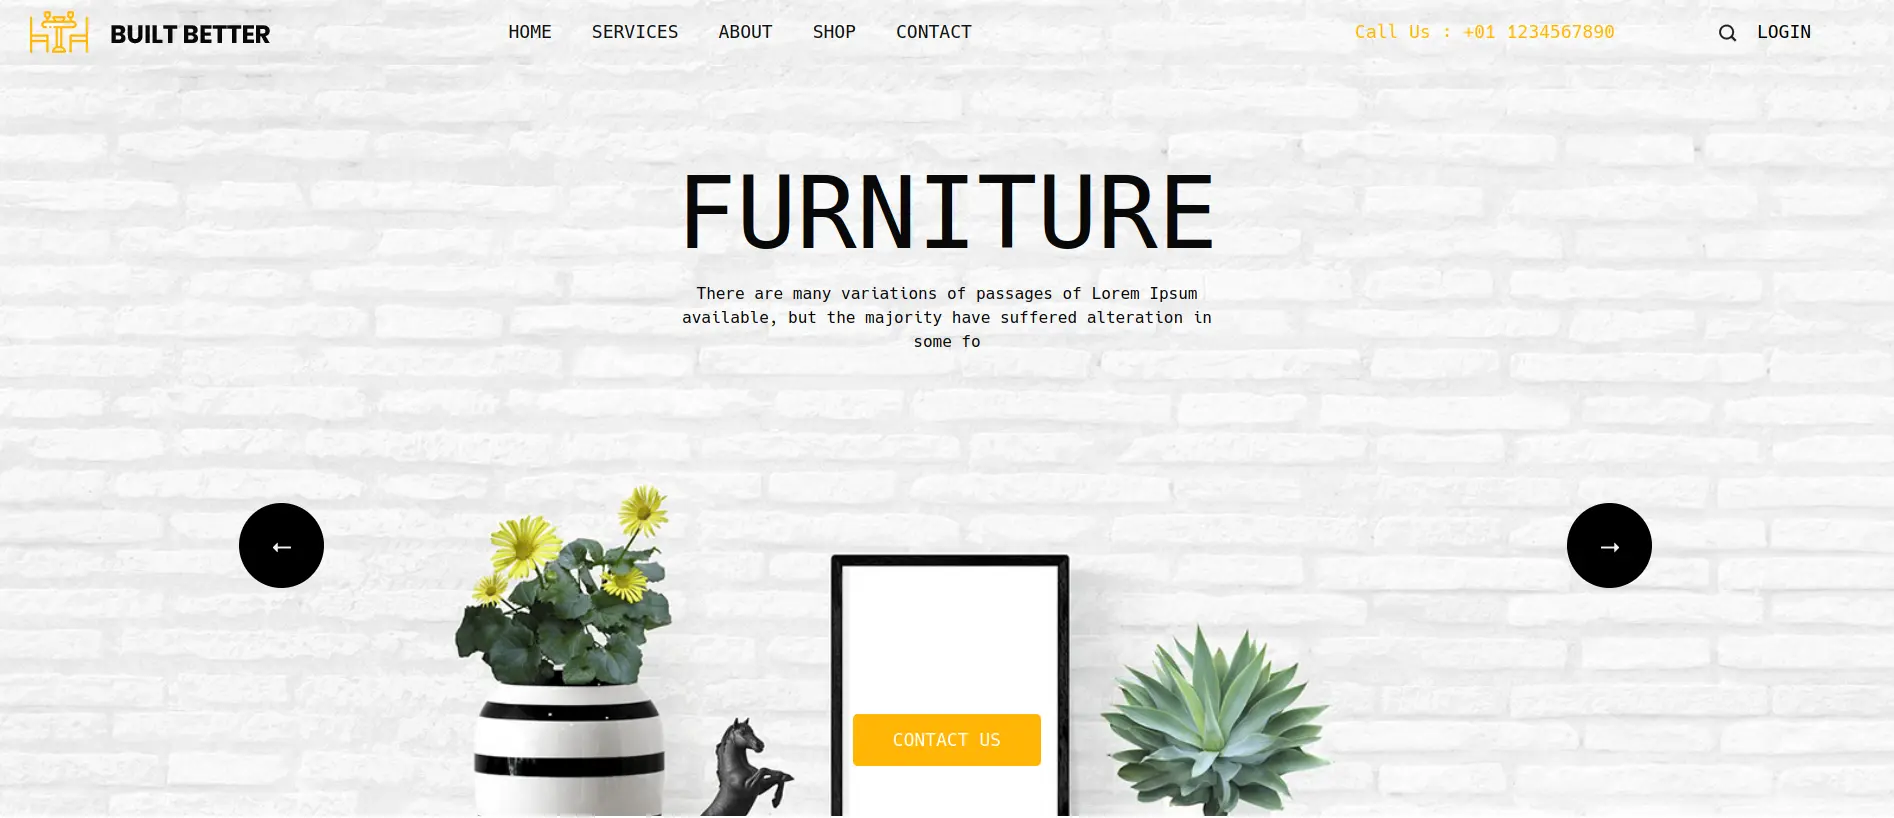 BUILT BETTER
HOME SERVICES ABOUT SHOP CONTACT
Call Us : +01 1234567890
LOGIN
FURNITURE
There are many variations of passages of Lorem Ipsum
available, but the majority have suffered alteration in
some fo
←
→
CONTACT US